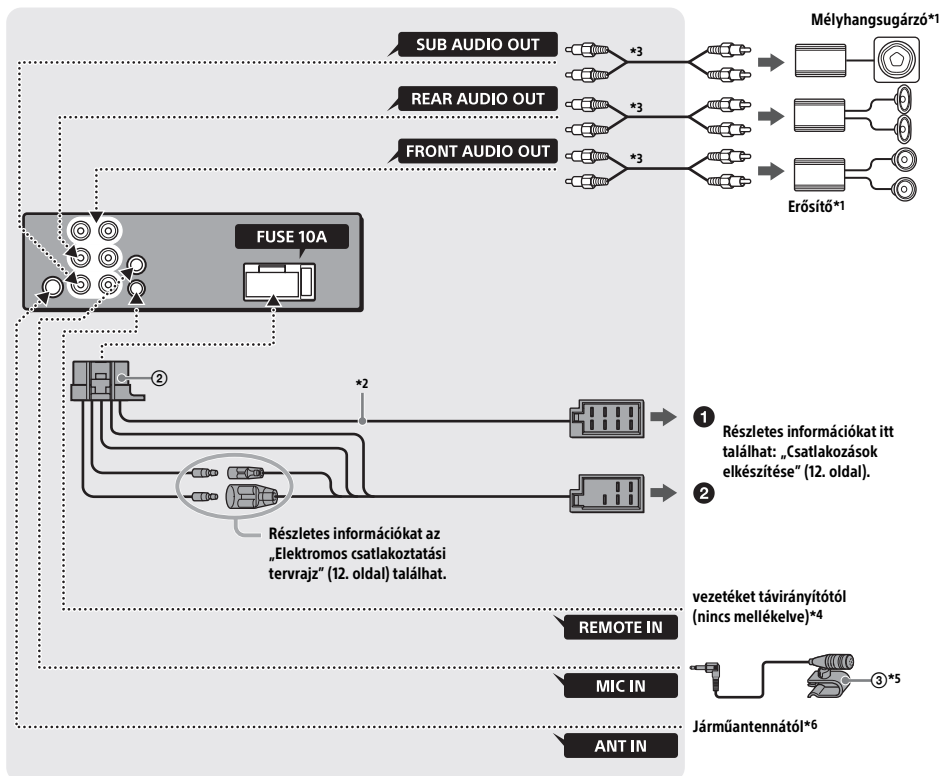 Mélyhangsugárzó*1
SUB AUDIO OUT
*3
REAR AUDIO OUT
*3
FRONT AUDIO OUT
*3
Erősítő*1
FUSE 10A
②
*2
❶
Részletes információkat itt
találhat: „Csatlakozások
elkészítése” (12. oldal).
❷
Részletes információkat az
„Elektromos csatlakoztatási
tervrajz” (12. oldal) találhat.
vezetéket távirányítótól
(nincs mellékelve)*4
REMOTE IN
③*5
MIC IN
Járműantennától*6
ANT IN